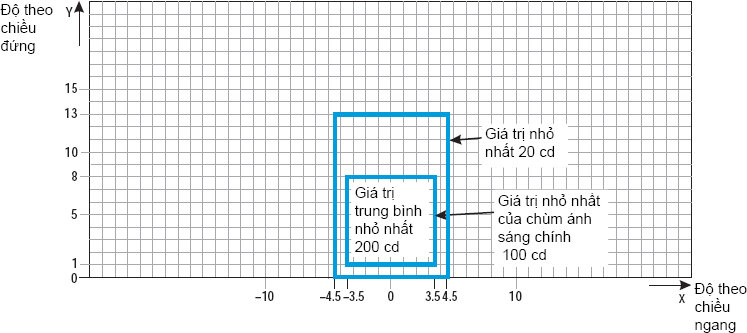 Độ theo
chiều
đứng
Y
15
13
10
8
5
1
0
Giá trị nhỏ
nhất 20 cd
Giá trị
trung bình
nhỏ nhất
200 cd
Giá trị nhỏ nhất
của chùm ánh
sáng chính
100 cd
–10
–4.5
–3.5
0
3.5
4.5
10
X
Độ theo
chiều
ngang